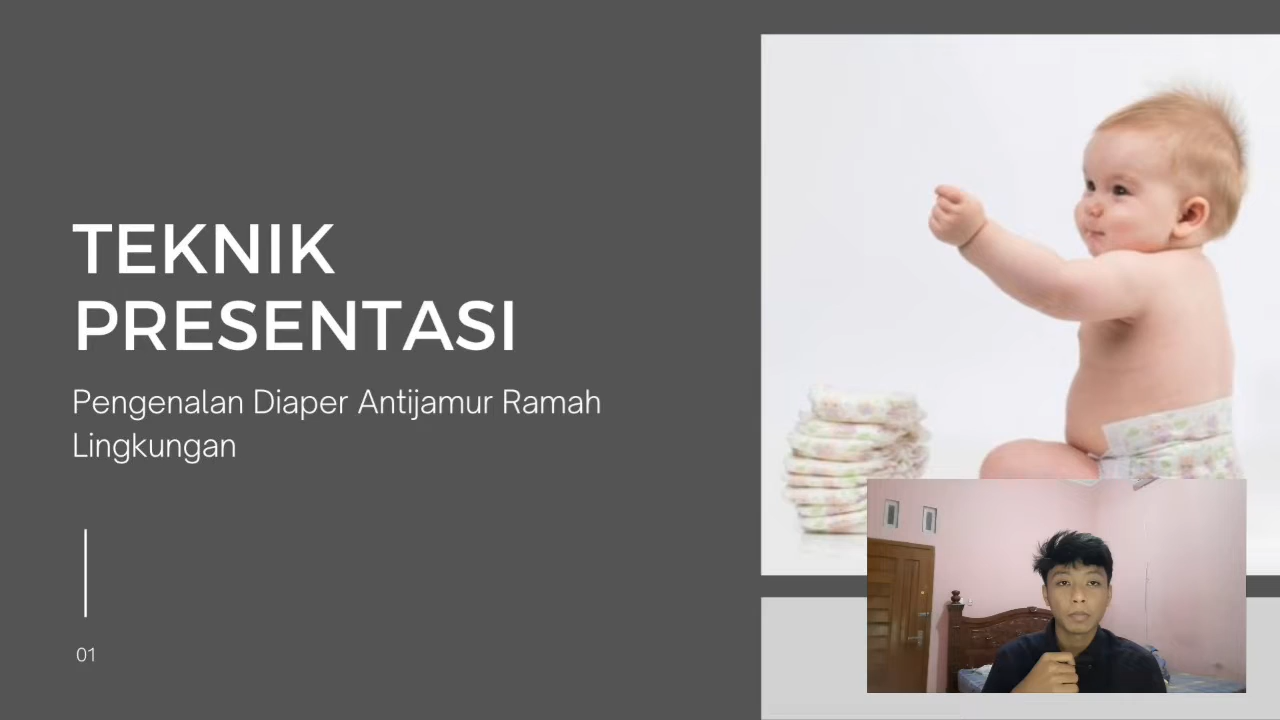 TEKNIK
PRESENTASI
Pengenalan Diaper Antijamur Ramah
Lingkungan
01